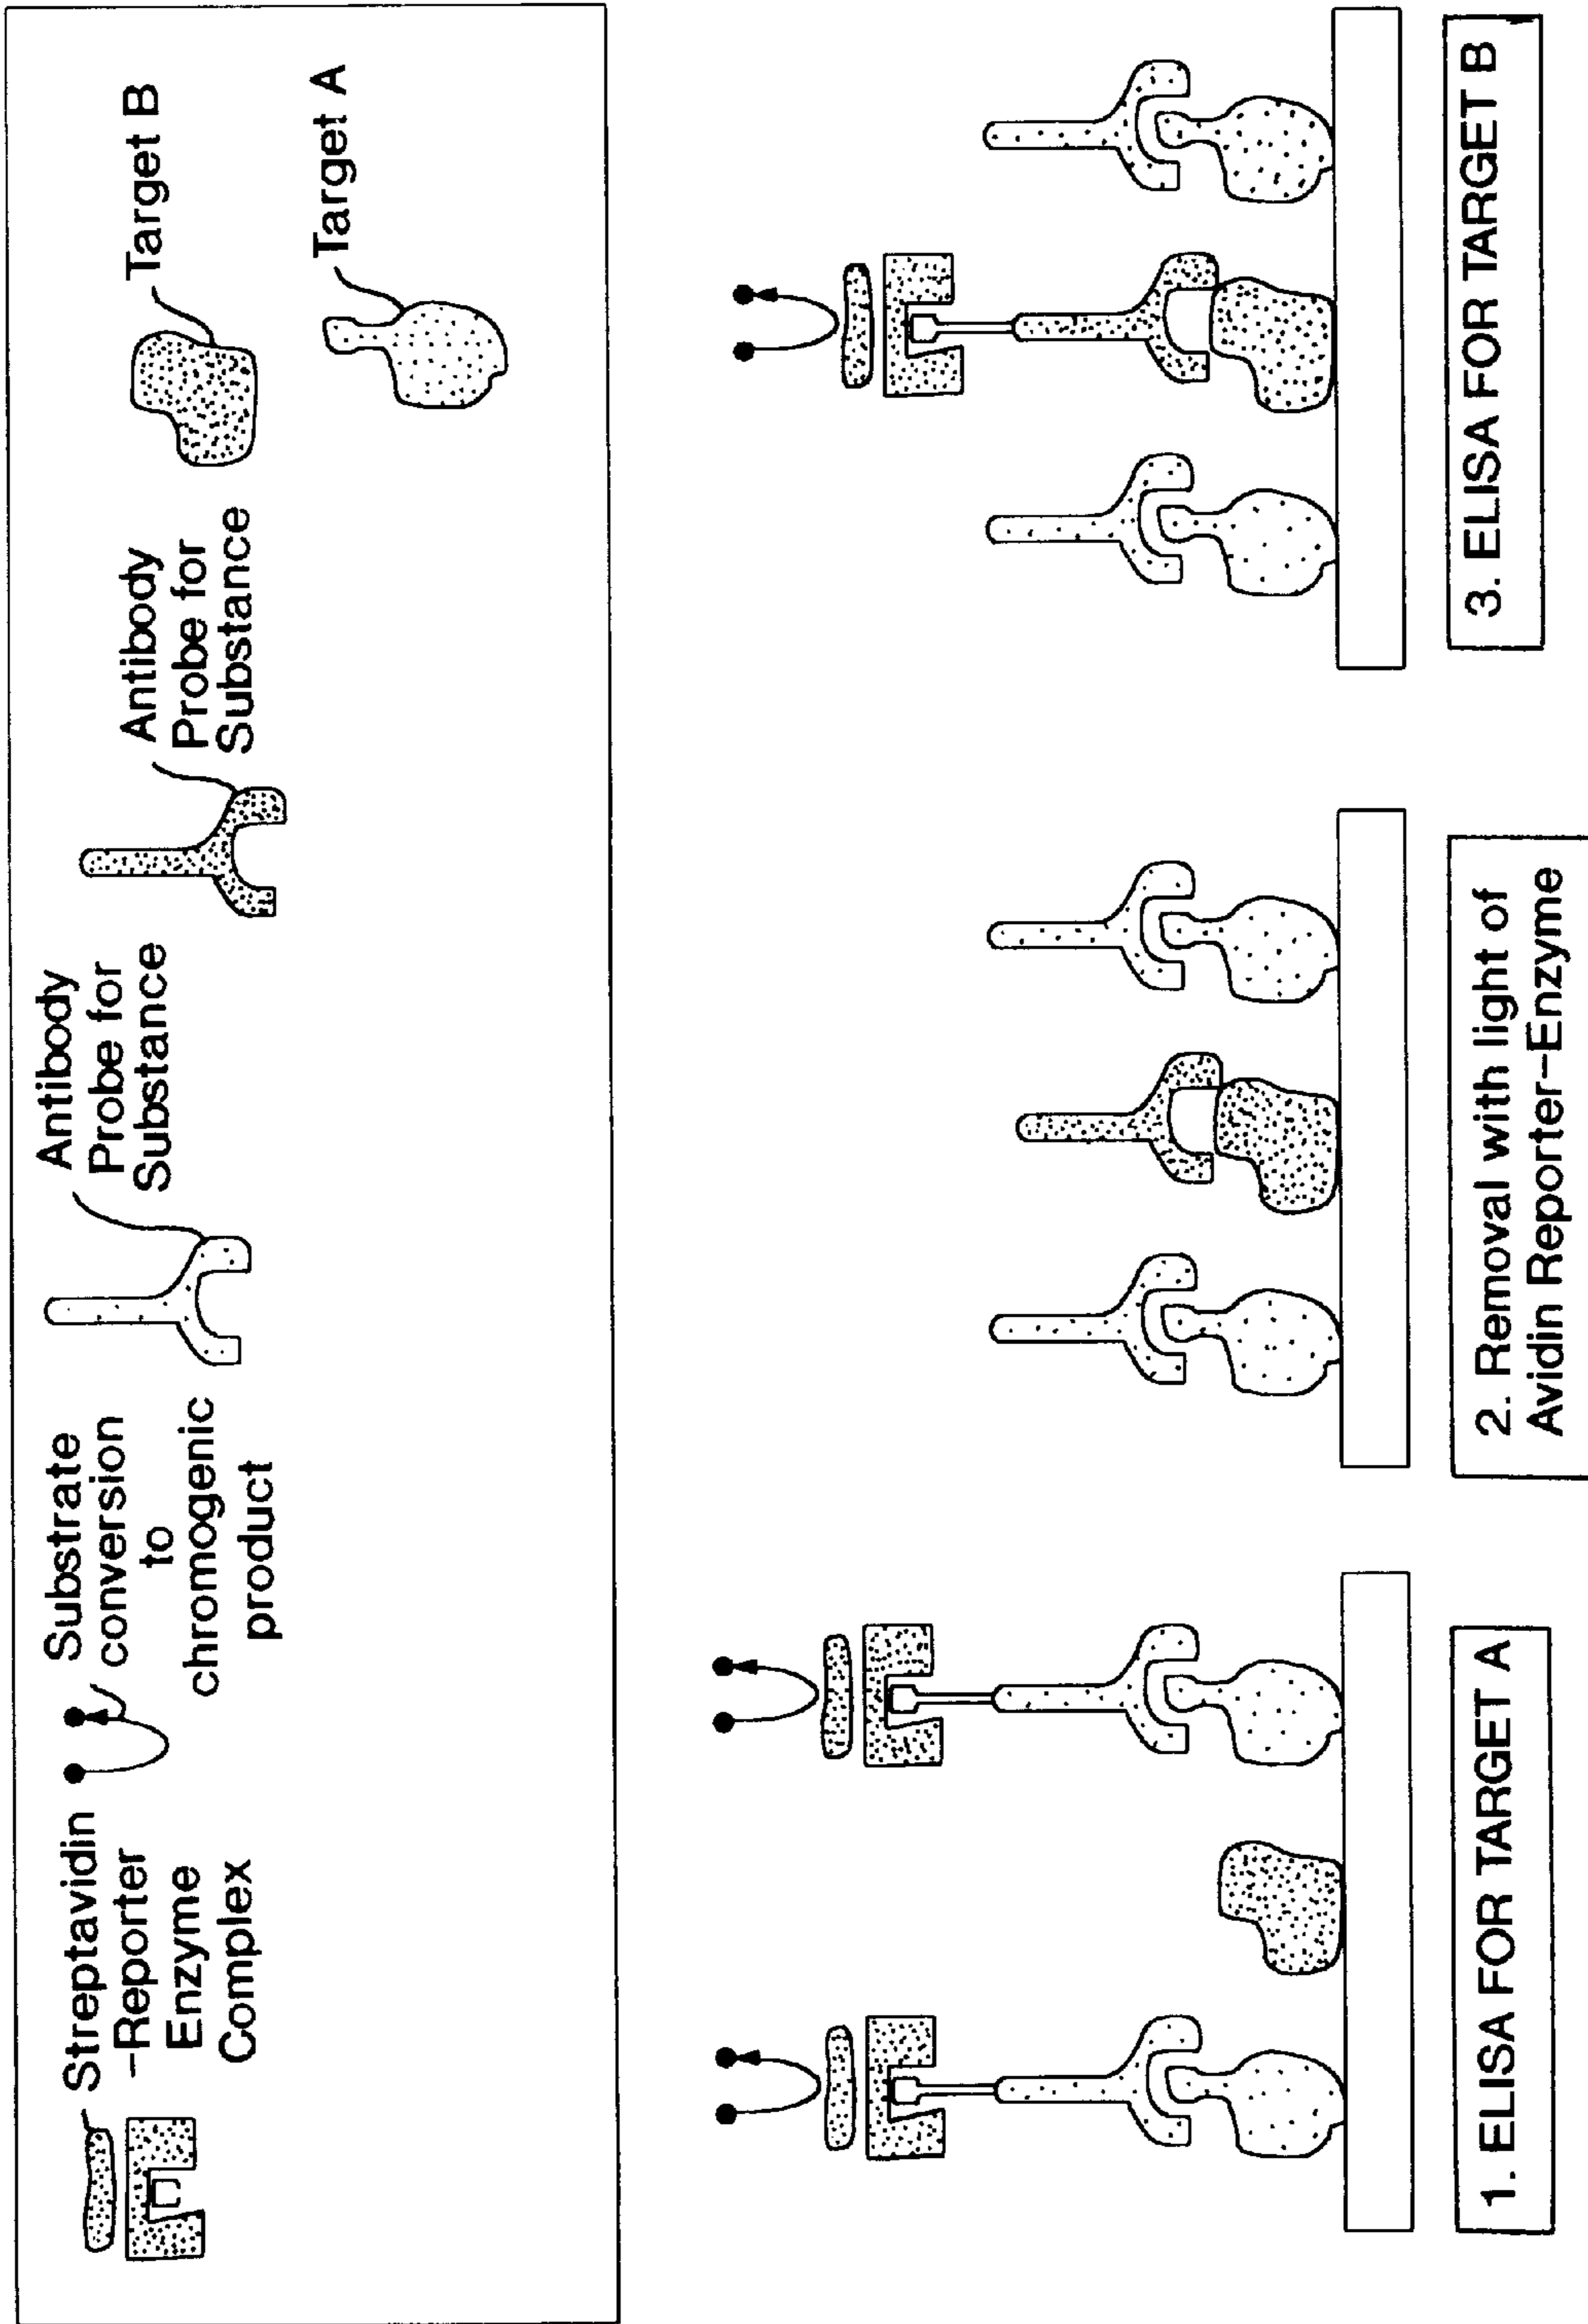 Streptavidin
-Reporter
Enzyme
Complex
Substrate
conversion
to
chromogenic
product
Antibody
Probe for
Substance
Antibody
Probe for
Substance
Target B
Target A
1. ELISA FOR TARGET A
2. Removal with light of
Avidin Reporter-Enzyme
3. ELISA FOR TARGET B